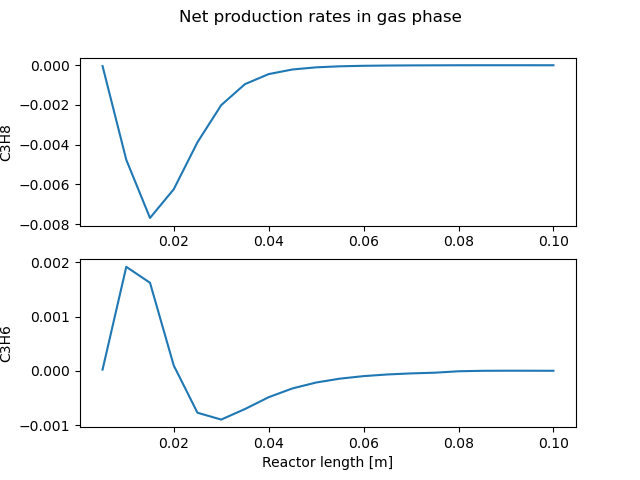 Net production rates in gas phase
0.000
−0.002
−0.004
−0.006
−0.008
C3H8
0.02 0.04 0.06 0.08 0.10
0.002
0.001
0.000
−0.001
C3H6
0.02 0.04 0.06 0.08 0.10
Reactor length [m]